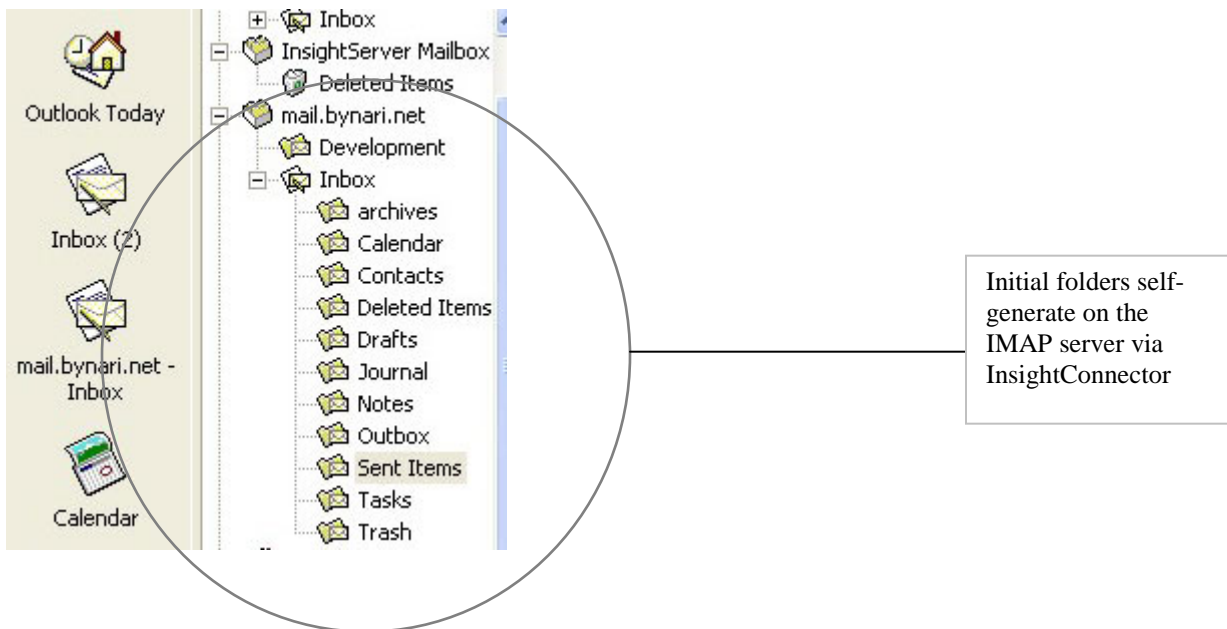 Outlook Today
Inbox (2)
mail.bynari.net -
Inbox
Calendar
Inbox
InsightServer Mailbox
Deleted Items
mail.bynari.net
Development
Inbox
archives
Calendar
Contacts
Deleted Items
Drafts
Journal
Notes
Outbox
Sent Items
Tasks
Trash
Initial folders self-
generate on the
IMAP server via
InsightConnector